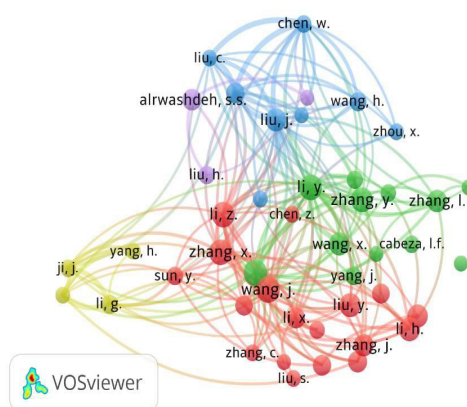 chen, w.
liu, c.
alrwashdeh, s.s.
wang, h.
liu, j.
zhou, x.
liu, h.
li, y.
zhang, y.
zhang, l.
li, z.
chen, z.
yang, h.
zhang, x.
wang, x.
cabeza, l.f.
ji, j.
sun, y.
yang, j.
wang, j.
li, g.
liu, y.
li, x.
li, h.
zhang, c.
zhang, j.
liu, s.
VOSviewer